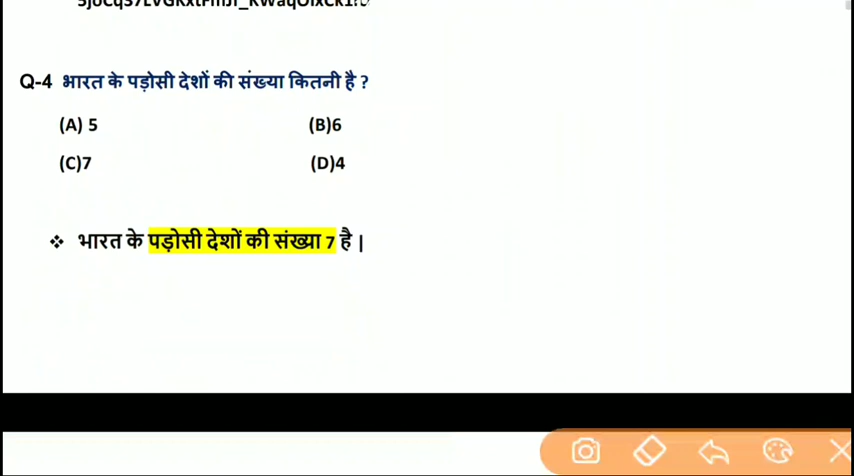 Q-4 भारत के पड़ोसी देशों की संख्या कितनी है ?
(A) 5 (B)6
(C)7 (D)4
❖ भारत के पड़ोसी देशों की संख्या 7 है |